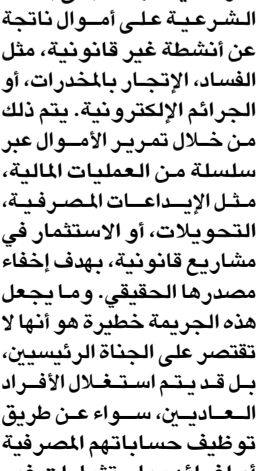 الشرعية على أموال ناتجة
عن أنشطة غير قانونية، مثل
الفساد، الإتجار بالمخدرات، أو
الجرائم الإلكترونية. يتم ذلك
من خلال تمرير الأموال عبر
سلسلة من العمليات المالية،
مثل الإيداعات المصرفية،
التحويلات، أو الاستثمار في
مشاريع قانونية، بهدف إخفاء
مصدرها الحقيقي. وما يجعل
هذه الجريمة خطيرة هو أنها لا
تقتصر على الجناة الرئيسيين،
بل قد يتم استغلال الأفراد
العاديين، سواء عن طريق
توظيف حساباتهم المصرفية